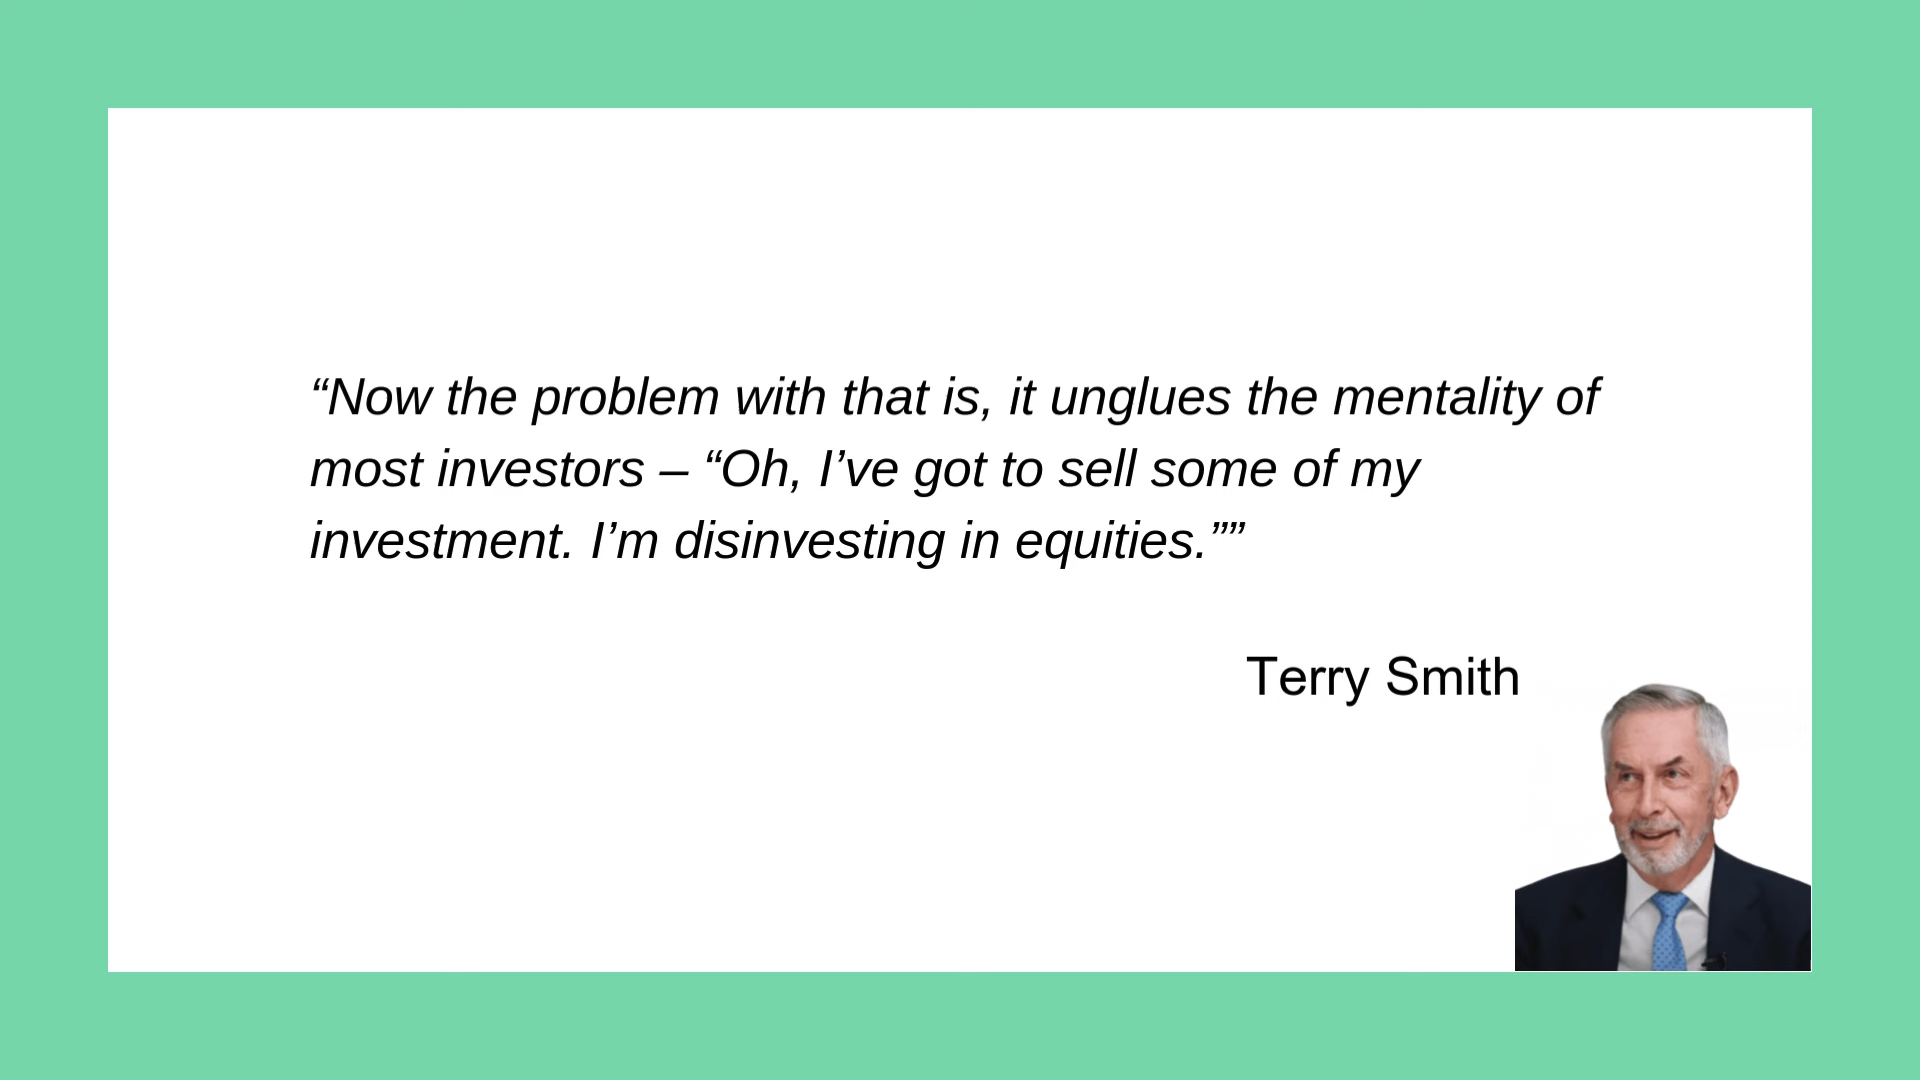 “Now the problem with that is, it unglues the mentality of
most investors – “Oh, I’ve got to sell some of my
investment. I’m disinvesting in equities.””
Terry Smith